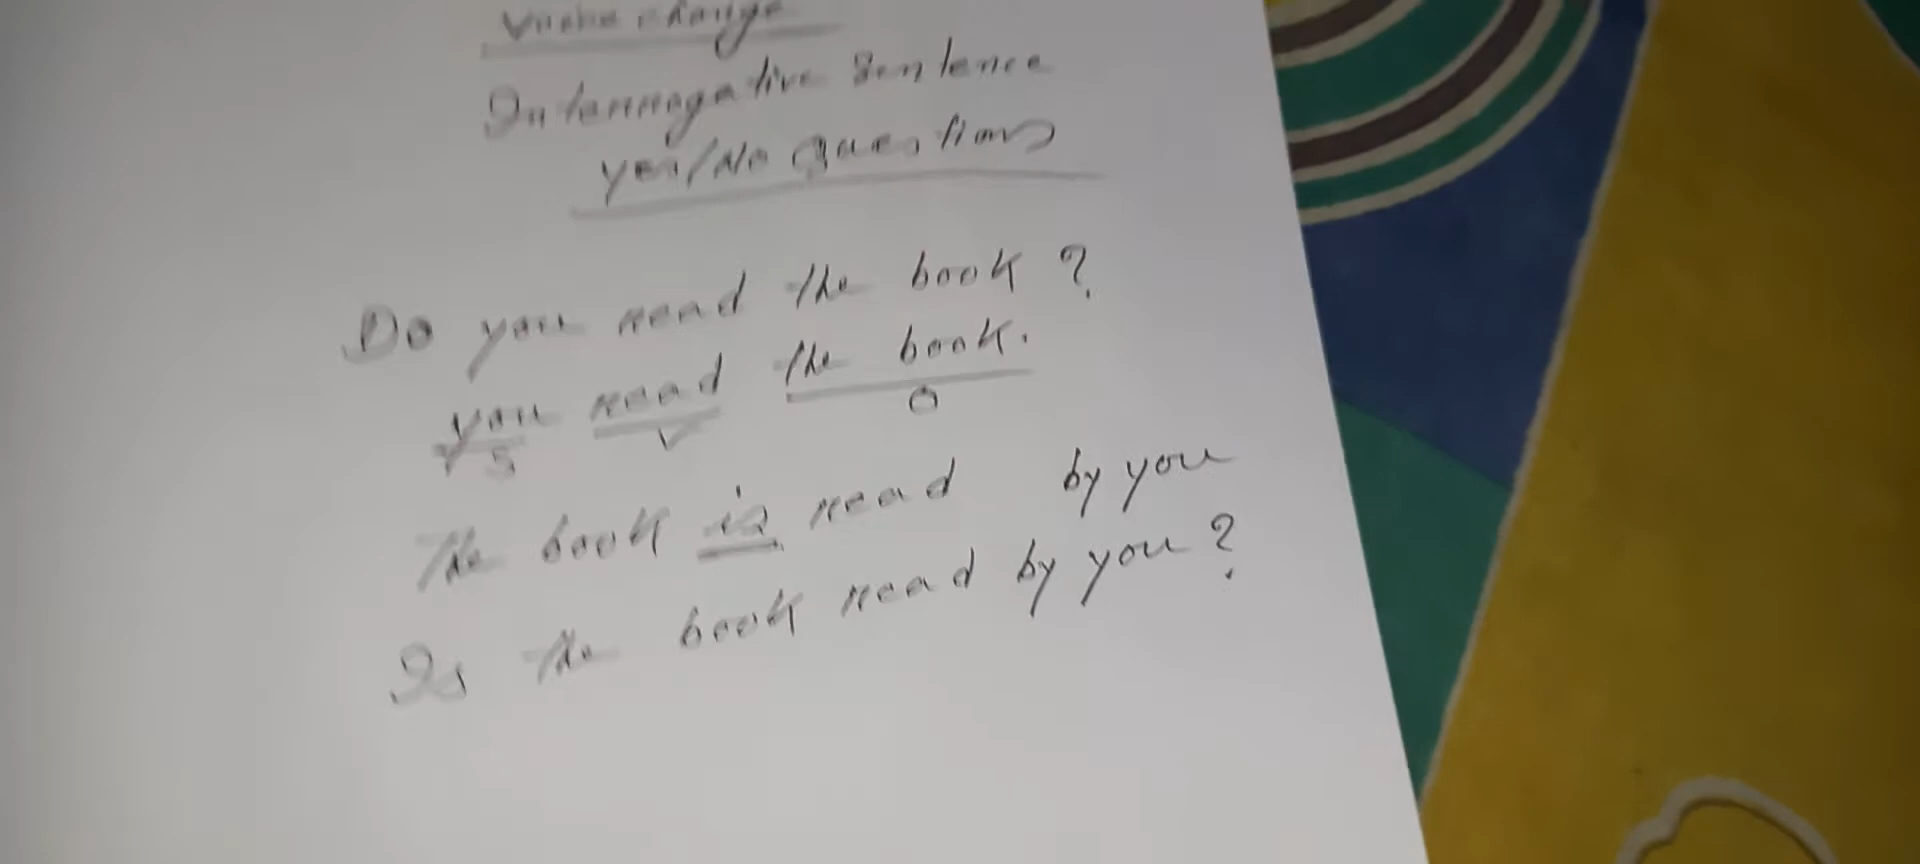 Voice change
Interrogative Sentence
yes/No Questions
Do you read the book ?
you read the book.
S V O
The book is read by you
Is the book read by you ?